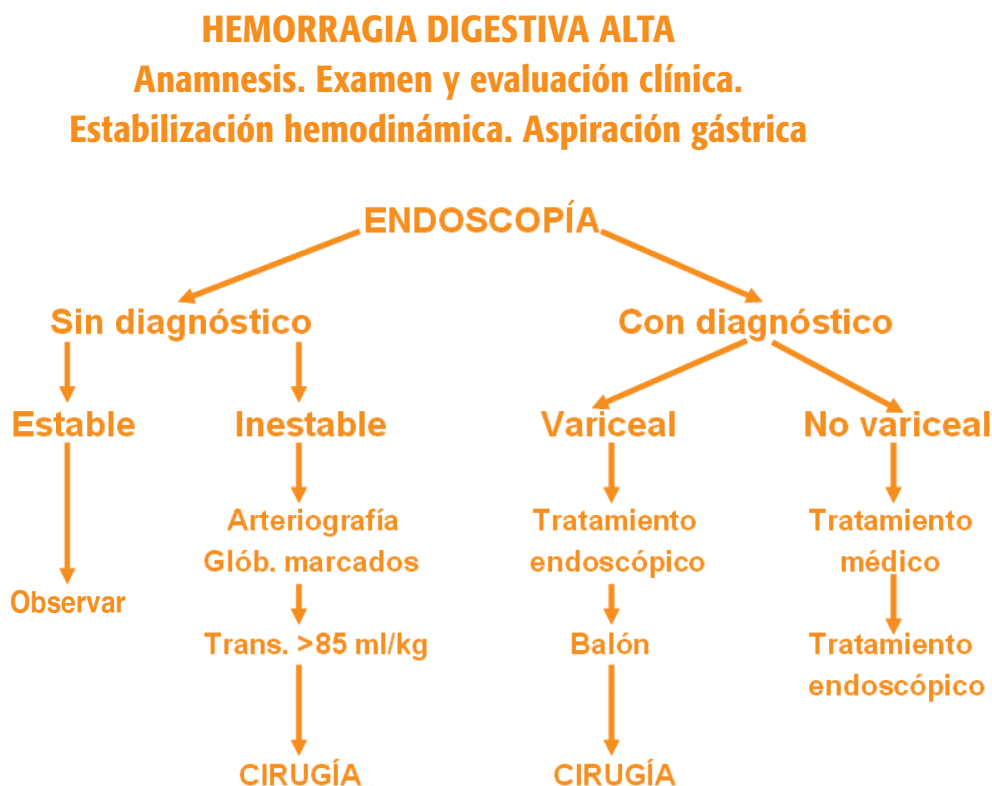 HEMORRAGIA DIGESTIVA ALTA
Anamnesis. Examen y evaluación clínica.
Estabilización hemodinámica. Aspiración gástrica
ENDOSCOPÍA
Sin diagnóstico
Con diagnóstico
Estable
Inestable
Variceal
No variceal
Arteriografía
Glób. marcados
Tratamiento
endoscópico
Tratamiento
médico
Observar
Trans. >85 ml/kg
Balón
Tratamiento
endoscópico
CIRUGÍA
CIRUGÍA